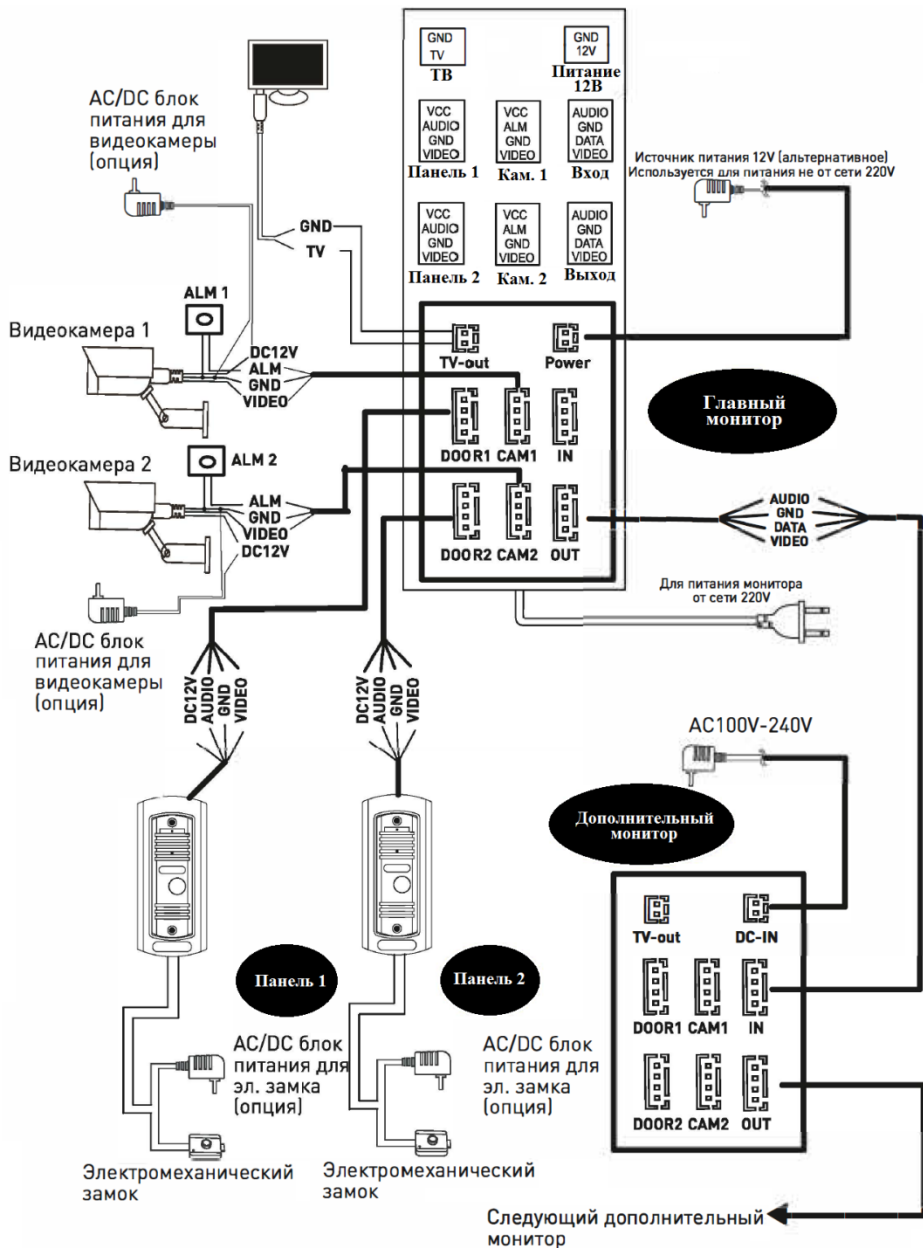 GND
TV
ТВ
GND
12V
Питание
12В
AC/DC блок
питания для
видеокамеры
(опция)
VCC
AUDIO
GND
VIDEO
Панель 1
VCC
ALM
GND
VIDEO
Кам. 1
AUDIO
GND
DATA
VIDEO
Вход
Источник питания 12V (альтернативное)
Используется для питания не от сети 220V
VCC
AUDIO
GND
VIDEO
Панель 2
VCC
ALM
GND
VIDEO
Кам. 2
AUDIO
GND
DATA
VIDEO
Выход
GND
TV
ALM 1
Видеокамера 1
DC12V
ALM
GND
VIDEO
TV-out
Power
DOOR1 CAM1 IN
Главный
монитор
ALM 2
Видеокамера 2
ALM
GND
VIDEO
DC12V
DOOR2 CAM2 OUT
AUDIO
GND
DATA
VIDEO
Для питания монитора
от сети 220V
AC/DC блок
питания для
видеокамеры
(опция)
DC12V
AUDIO
GND
VIDEO
DC12V
AUDIO
GND
VIDEO
AC100V-240V
Дополнительный
монитор
TV-out
DC-IN
DOOR1 CAM1 IN
DOOR2 CAM2 OUT
Панель 1
Панель 2
AC/DC блок
питания для
эл. замка
(опция)
AC/DC блок
питания для
эл. замка
(опция)
Электромеханический
замок
Электромеханический
замок
Следующий дополнительный
монитор